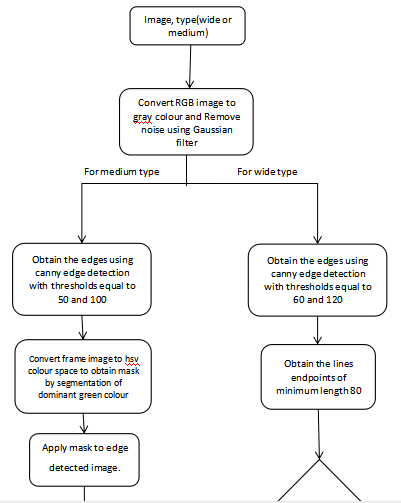 Image, type(wide or
medium)
Convert RGB image to
gray colour and Remove
noise using Gaussian
filter
For medium type
For wide type
Obtain the edges using
canny edge detection
with thresholds equal to
50 and 100
Obtain the edges using
canny edge detection
with thresholds equal to
60 and 120
Convert frame image to hsv
colour space to obtain mask
by segmentation of
dominant green colour
Obtain the lines
endpoints of
minimum length 80
Apply mask to edge
detected image.